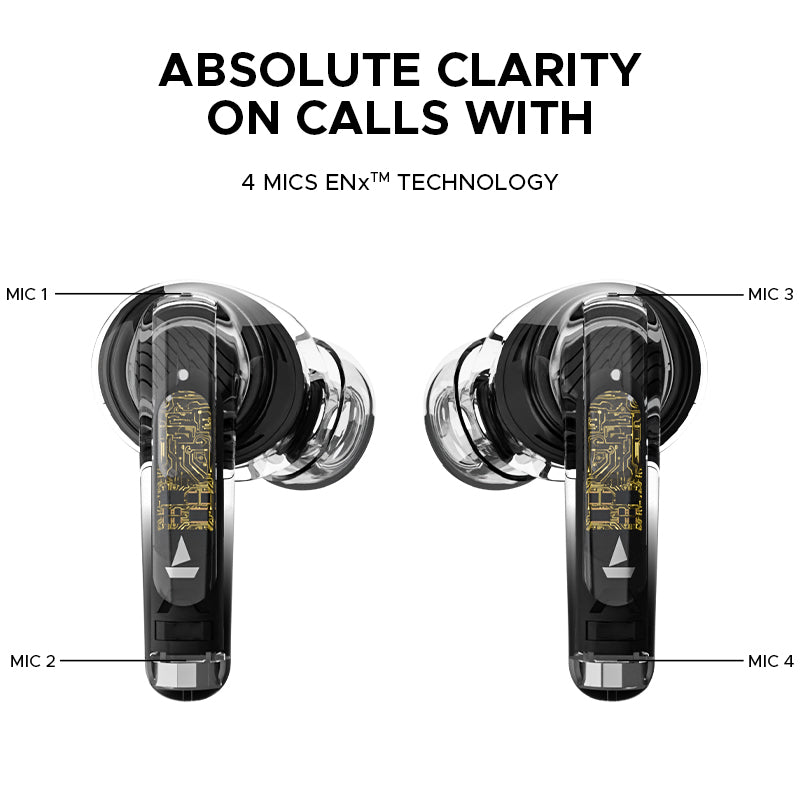 ABSOLUTE CLARITY
ON CALLS WITH
4 MICS ENx™ TECHNOLOGY
MIC 1
MIC 3
MIC 2
MIC 4